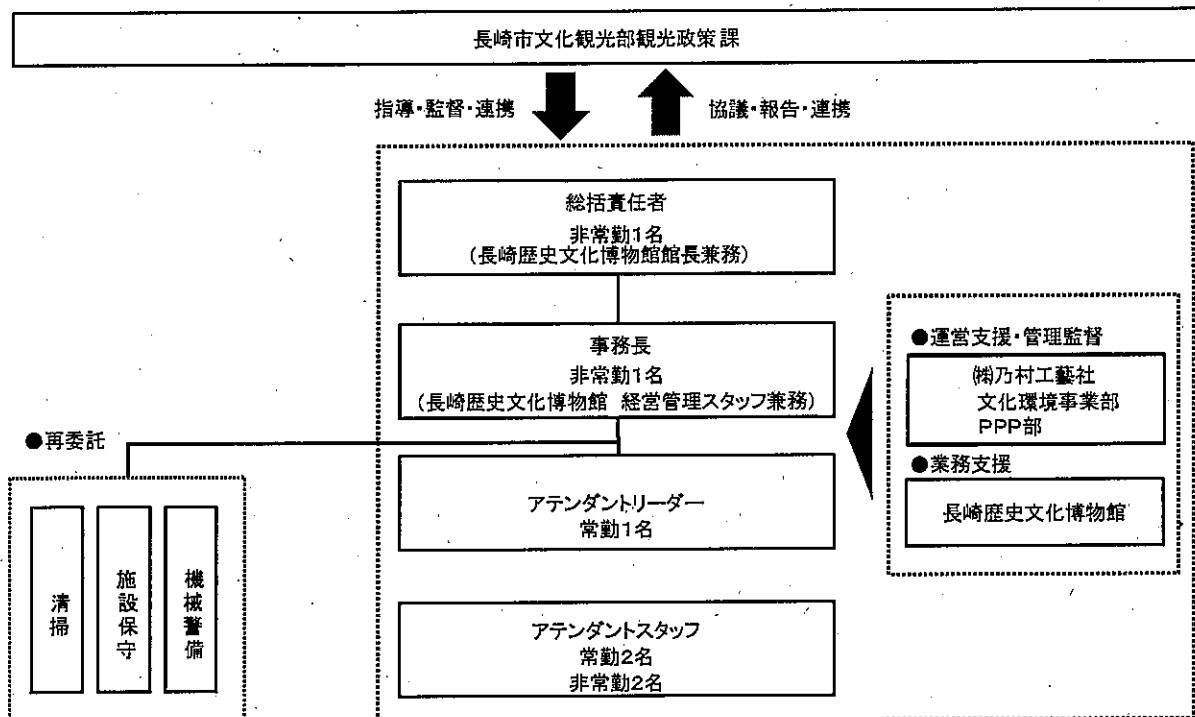 長崎市文化観光部観光政策課
指導・監督・連携
協議・報告・連携
総括責任者
非常勤1名
(長崎歴史文化博物館館長兼務)
事務長
非常勤1名
(長崎歴史文化博物館 経営管理スタッフ兼務)
●運営支援・管理監督
㈱乃村工藝社
文化環境事業部
PPP部
●業務支援
長崎歴史文化博物館
●再委託
清掃
施設保守
機械警備
アテンダントリーダー
常勤1名
アテンダントスタッフ
常勤2名
非常勤2名